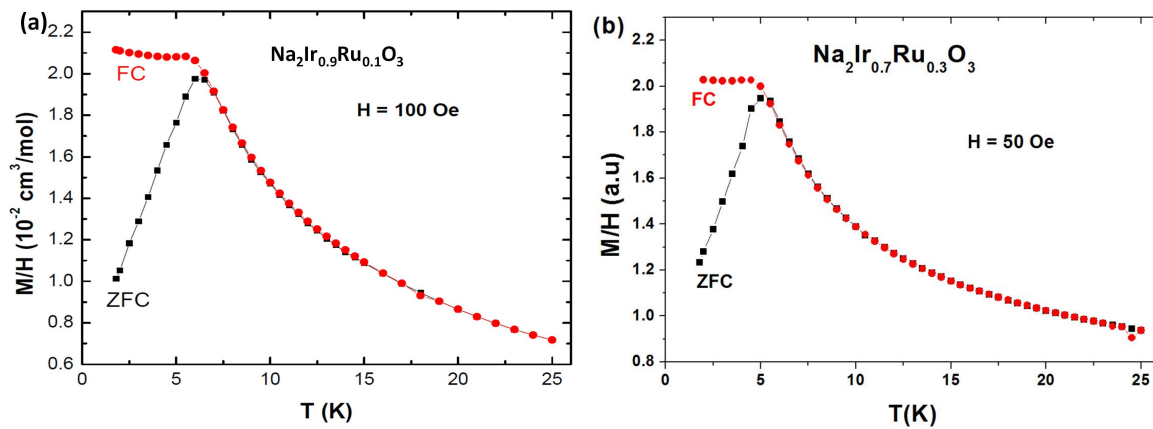 (a)
Na₂Ir₀.₉Ru₀.₁O₃
H = 100 Oe
FC
ZFC
M/H (10⁻² cm³/mol)
2.2
2.0
1.8
1.6
1.4
1.2
1.0
0.8
0.6
0 5 10 15 20 25
T (K)
(b)
Na₂Ir₀.₇Ru₀.₃O₃
H = 50 Oe
FC
ZFC
M/H (a.u)
2.2
2.0
1.8
1.6
1.4
1.2
1.0
0.8
0 5 10 15 20 25
T(K)